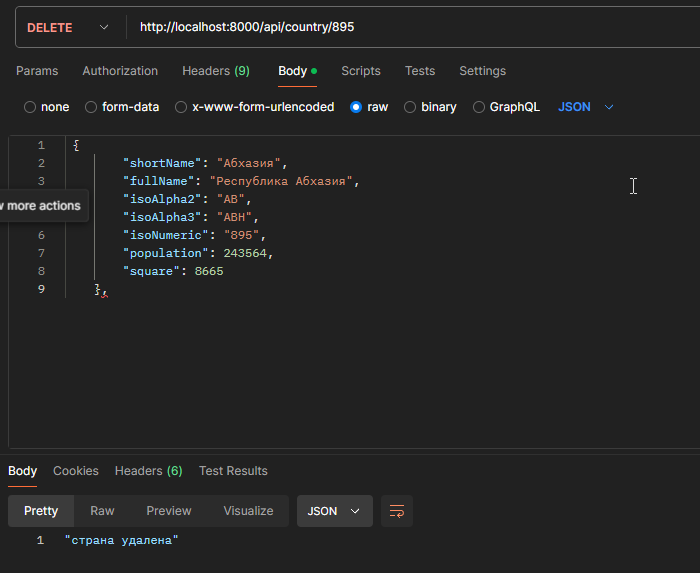 DELETE http://localhost:8000/api/country/895
Params Authorization Headers (9) Body Scripts Tests Settings
none form-data x-www-form-urlencoded raw binary GraphQL JSON
1 {
2 "shortName": "Абхазия",
3 "fullName": "Республика Абхазия",
"isoAlpha2": "AB",
more actions
"isoAlpha3": "ABH",
6 "isoNumeric": "895",
7 "population": 243564,
8 "square": 8665
9 },
Body Cookies Headers (6) Test Results
Pretty Raw Preview Visualize JSON
1 "страна удалена"